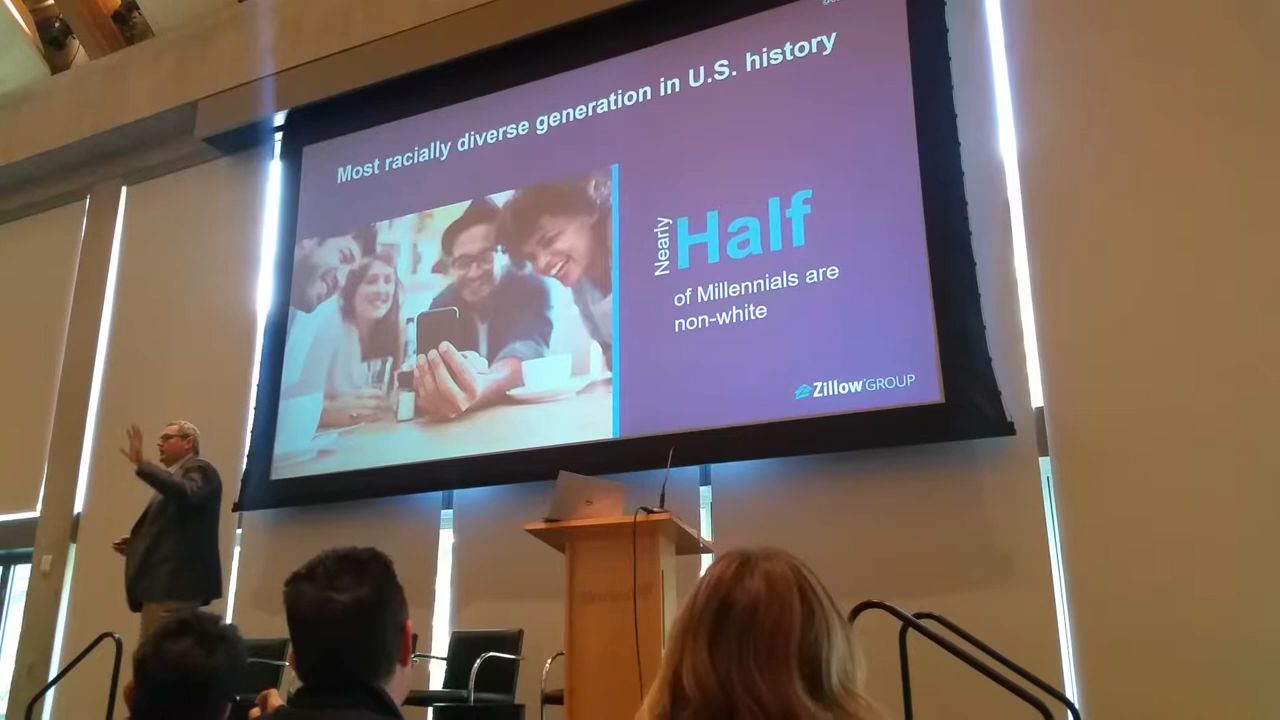 Most racially diverse generation in U.S. history
Nearly
Half
of Millennials are
non-white
Zillow GROUP